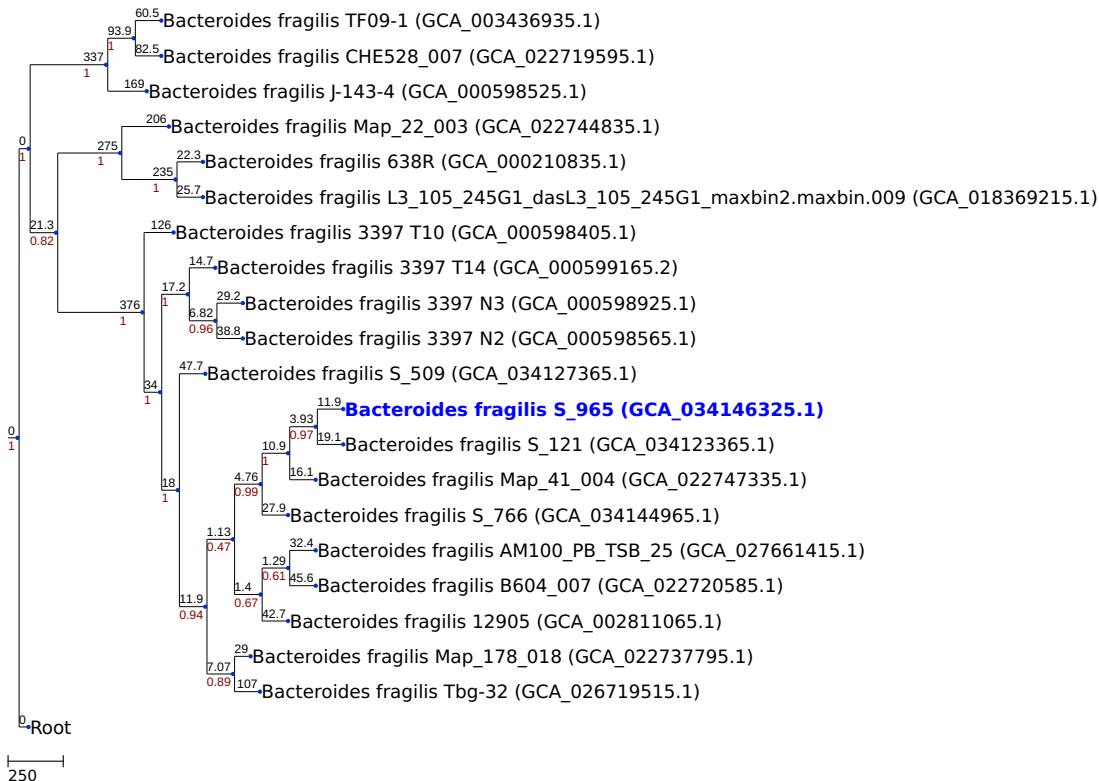 60.5
Bacteroides fragilis TF09-1 (GCA_003436935.1)
93.9
1
82.5
Bacteroides fragilis CHE528_007 (GCA_022719595.1)
337
1
169
Bacteroides fragilis J-143-4 (GCA_000598525.1)
206
Bacteroides fragilis Map_22_003 (GCA_022744835.1)
0
1
275
1
22.3
Bacteroides fragilis 638R (GCA_000210835.1)
235
1
25.7
Bacteroides fragilis L3_105_245G1_dasL3_105_245G1_maxbin2.maxbin.009 (GCA_018369215.1)
21.3
0.82
126
Bacteroides fragilis 3397 T10 (GCA_000598405.1)
14.7
Bacteroides fragilis 3397 T14 (GCA_000599165.2)
17.2
1
29.2
Bacteroides fragilis 3397 N3 (GCA_000598925.1)
376
1
6.82
0.96
38.8
Bacteroides fragilis 3397 N2 (GCA_000598565.1)
47.7
Bacteroides fragilis S_509 (GCA_034127365.1)
34
1
11.9
Bacteroides fragilis S_965 (GCA_034146325.1)
3.93
0.97
19.1
Bacteroides fragilis S_121 (GCA_034123365.1)
0
1
10.9
1
16.1
Bacteroides fragilis Map_41_004 (GCA_022747335.1)
18
1
4.76
0.99
27.9
Bacteroides fragilis S_766 (GCA_034144965.1)
1.13
0.47
32.4
Bacteroides fragilis AM100_PB_TSB_25 (GCA_027661415.1)
1.29
0.61
45.6
Bacteroides fragilis B604_007 (GCA_022720585.1)
1.4
0.67
42.7
Bacteroides fragilis 12905 (GCA_002811065.1)
11.9
0.94
29
Bacteroides fragilis Map_178_018 (GCA_022737795.1)
7.07
0.89
107
Bacteroides fragilis Tbg-32 (GCA_026719515.1)
0
Root
250